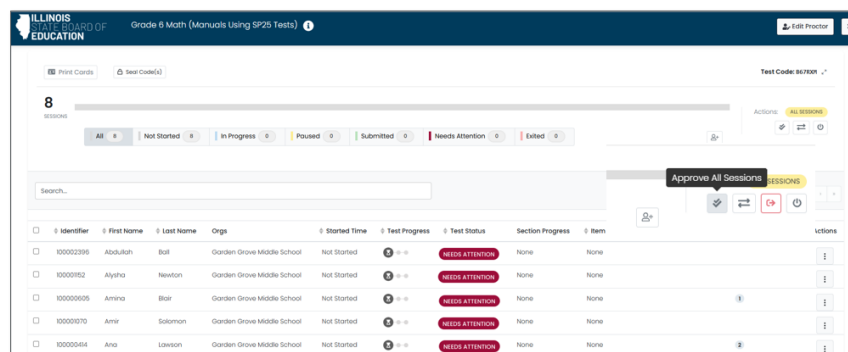 ILLINOIS
STATE BOARD OF
EDUCATION
Grade 6 Math (Manuals Using SP25 Tests)
Edit Proctor
Print Cards
Seal Code(s)
Test Code: 867RXM
8
SESSIONS
Actions: ALL SESSIONS
All 8
Not Started 8
In Progress 0
Paused 0
Submitted 0
Needs Attention 0
Exited 0
Approve All Sessions
SESSIONS
Search...
Identifier First Name Last Name Orgs Started Time Test Progress Test Status Section Progress Item Actions
100002396 Abdullah Ball Garden Grove Middle School Not Started NEEDS ATTENTION None None
100001152 Alysha Newton Garden Grove Middle School Not Started NEEDS ATTENTION None None
100000605 Amina Blair Garden Grove Middle School Not Started NEEDS ATTENTION None None 1
100001070 Amir Solomon Garden Grove Middle School Not Started NEEDS ATTENTION None None
100000414 Ana Lawson Garden Grove Middle School Not Started NEEDS ATTENTION None None 2